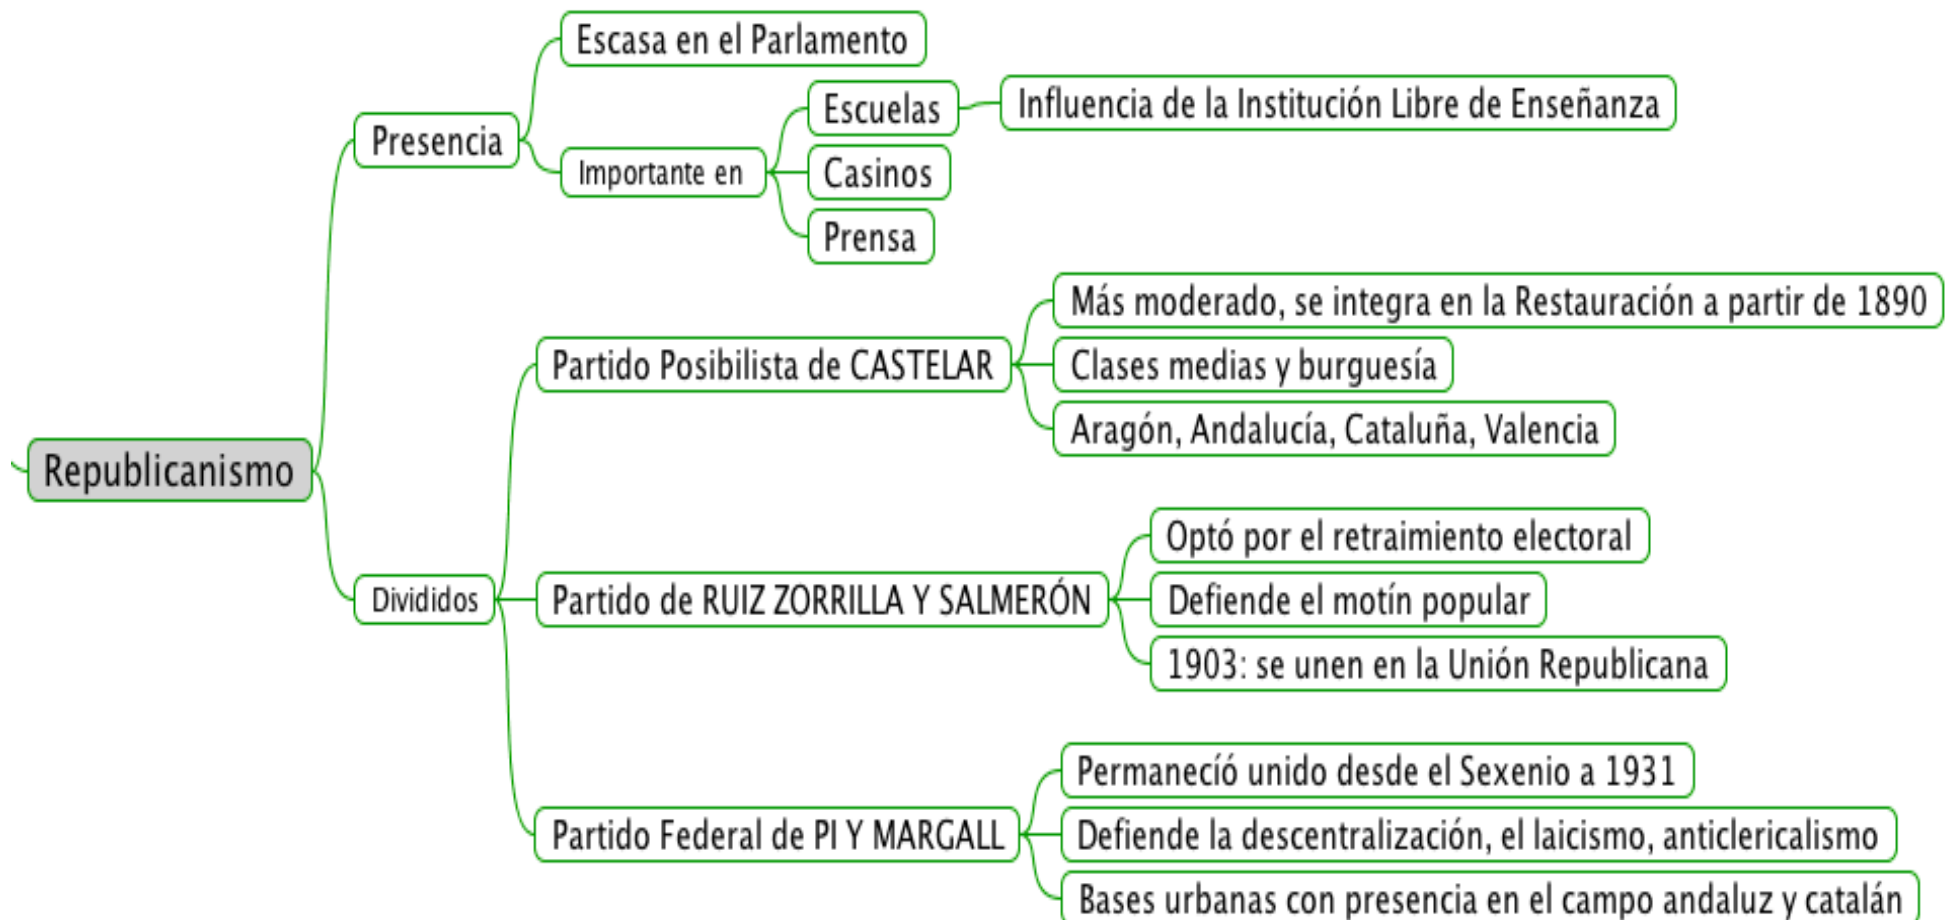 Escasa en el Parlamento
Escuelas
Influencia de la Institución Libre de Enseñanza
Presencia
Importante en
Casinos
Prensa
Más moderado, se integra en la Restauración a partir de 1890
Partido Posibilista de CASTELAR
Clases medias y burguesía
Aragón, Andalucía, Cataluña, Valencia
Republicanismo
Optó por el retraimiento electoral
Divididos
Partido de RUIZ ZORRILLA Y SALMERÓN
Defiende el motín popular
1903: se unen en la Unión Republicana
Permanecíó unido desde el Sexenio a 1931
Partido Federal de PI Y MARGALL
Defiende la descentralización, el laicismo, anticlericalismo
Bases urbanas con presencia en el campo andaluz y catalán